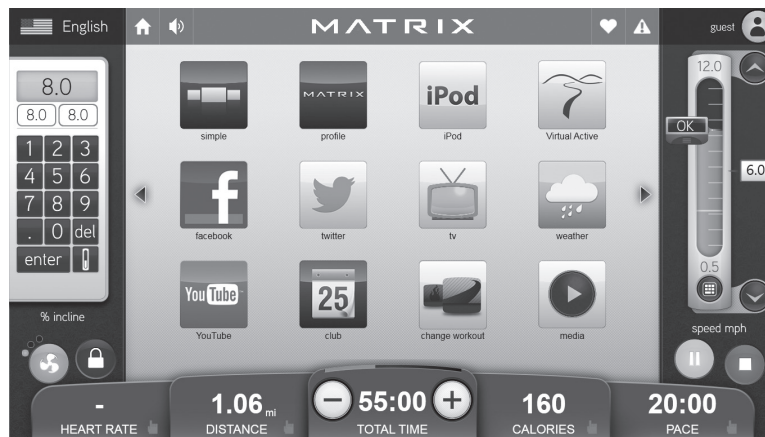 English
MATRIX
guest
8.0
8.0 8.0
1 2 3
4 5 6
7 8 9
. 0 del
enter
% incline
MATRIX
iPod
simple
profile
iPod
Virtual Active
facebook
twitter
tv
weather
You Tube
25
YouTube
club
change workout
media
12.0
OK
6.0
0.5
speed mph
-
HEART RATE
1.06 mi
DISTANCE
55:00
TOTAL TIME
160
CALORIES
20:00
PACE